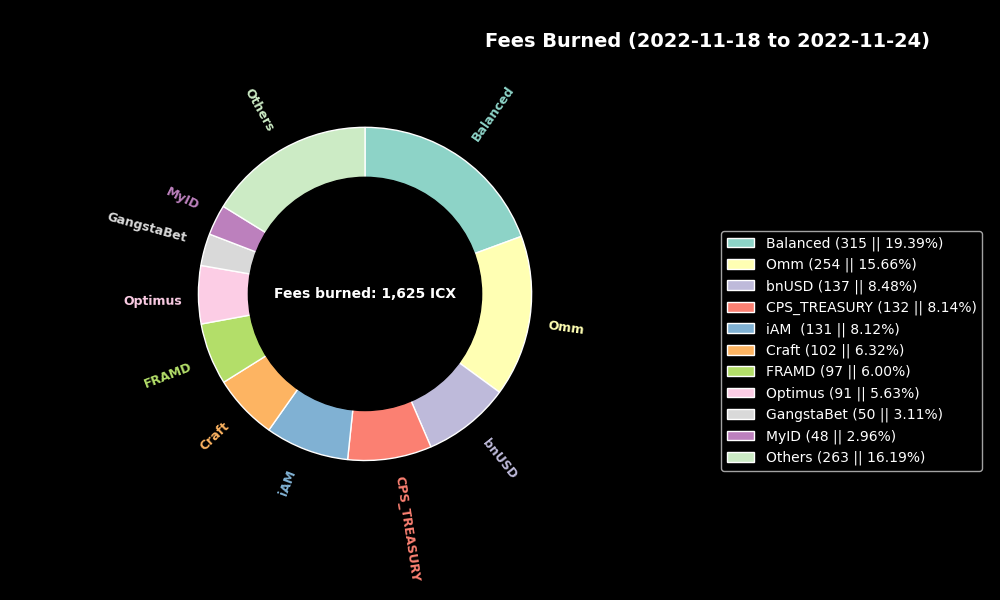 Fees Burned (2022-11-18 to 2022-11-24)
Others
Balanced
MyID
GangstaBet
Optimus
Fees burned: 1,625 ICX
Omm
FRAMD
Craft
iAM
CPS_TREASURY
bnUSD
Balanced (315 || 19.39%)
Omm (254 || 15.66%)
bnUSD (137 || 8.48%)
CPS_TREASURY (132 || 8.14%)
iAM  (131 || 8.12%)
Craft (102 || 6.32%)
FRAMD (97 || 6.00%)
Optimus (91 || 5.63%)
GangstaBet (50 || 3.11%)
MyID (48 || 2.96%)
Others (263 || 16.19%)